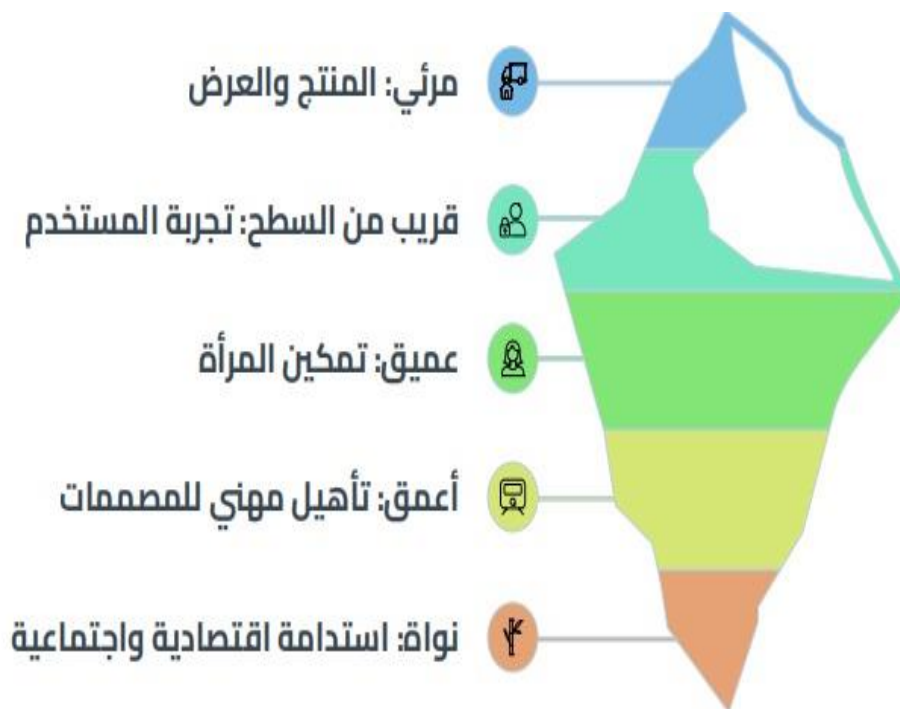 مرئي: المنتج والعرض
قريب من السطح: تجربة المستخدم
عميق: تمكين المرأة
أعمق: تأهيل مهني للمصممات
نواة: استدامة اقتصادية واجتماعية